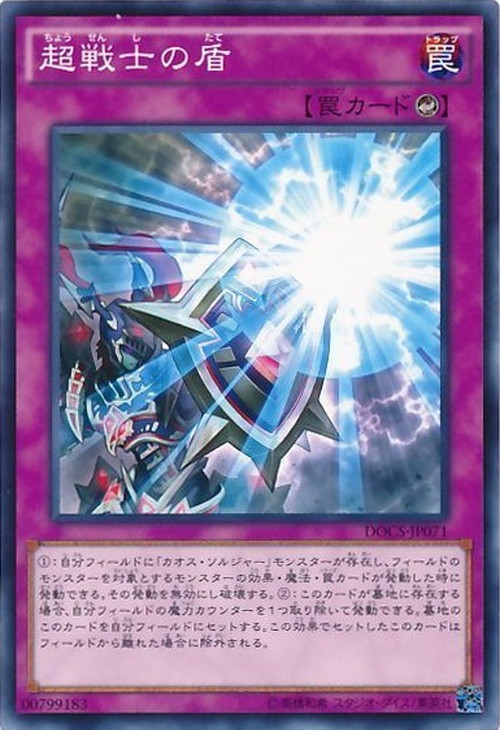 超戦士の盾
ちょうせんしのたて
罠
トラップ
【罠カード】
DOCS-JP071
①:自分フィールドに「カオス・ソルジャー」モンスターが存在し、フィールドの
モンスターを対象とするモンスターの効果・魔法・罠カードが発動した時に
発動できる。その発動を無効にし破壊する。②:このカードが墓地に存在する
場合、自分フィールドの魔力カウンターを1つ取り除いて発動できる。墓地の
このカードを自分フィールドにセットする。この効果でセットしたこのカードは
フィールドから離れた場合に除外される。
00799183
©高橋和希 スタジオ・ダイス/集英社